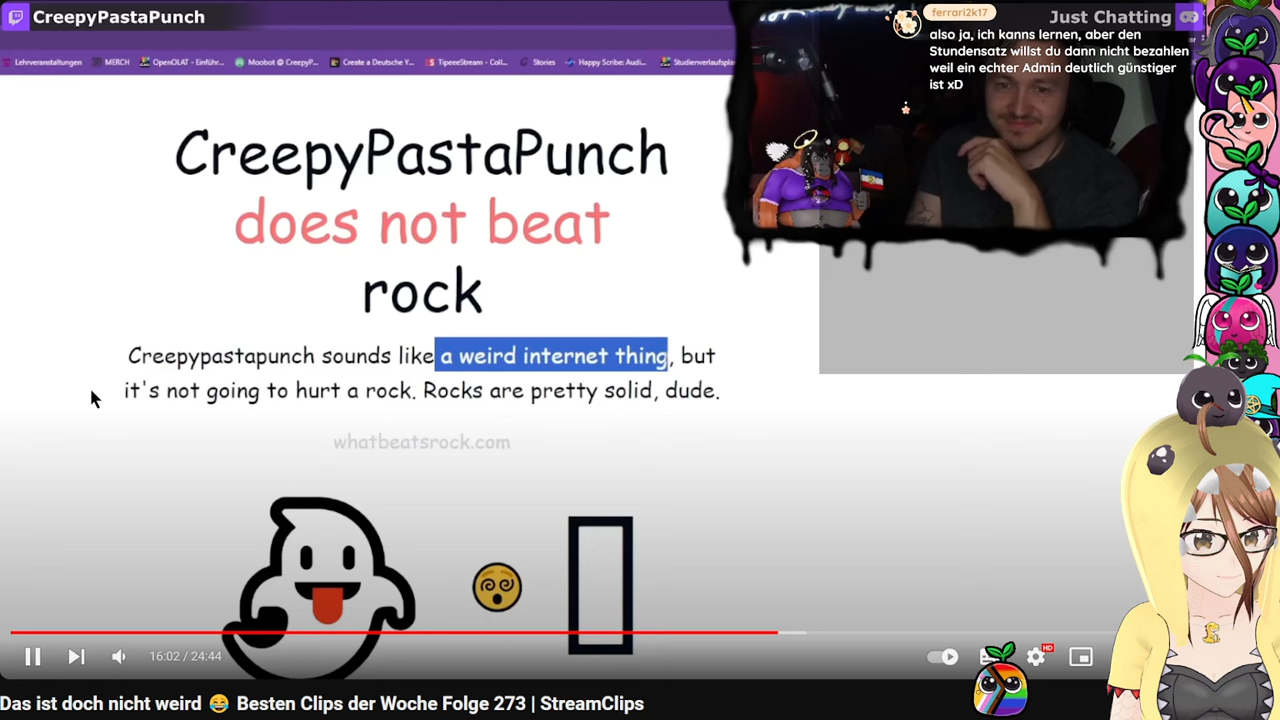 CreepyPastaPunch
Just Chatting
ferrari2k17
also ja, ich kanns lernen, aber den
Stundensatz willst du dann nicht bezahlen
weil ein echter Admin deutlich günstiger
ist xD
Lehrveranstaltungen
MERCH
OpenOLAT - Einführ...
Moobot @ CreepyP...
Create a Deutsche Y...
TipeeeStream - Coll...
Stories
Happy Scribe: Audi...
Studienverlaufsple
CreepyPastaPunch
does not beat
rock
Creepypastapunch sounds like a weird internet thing, but
it's not going to hurt a rock. Rocks are pretty solid, dude.
whatbeatsrock.com
16:02 / 24:44
HD
Das ist doch nicht weird 😂 Besten Clips der Woche Folge 273 | StreamClips